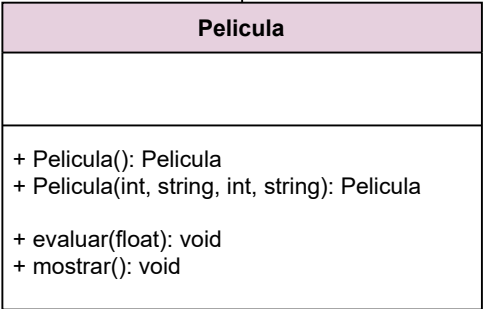 Pelicula
+ Pelicula(): Pelicula
+ Pelicula(int, string, int, string): Pelicula
+ evaluar(float): void
+ mostrar(): void